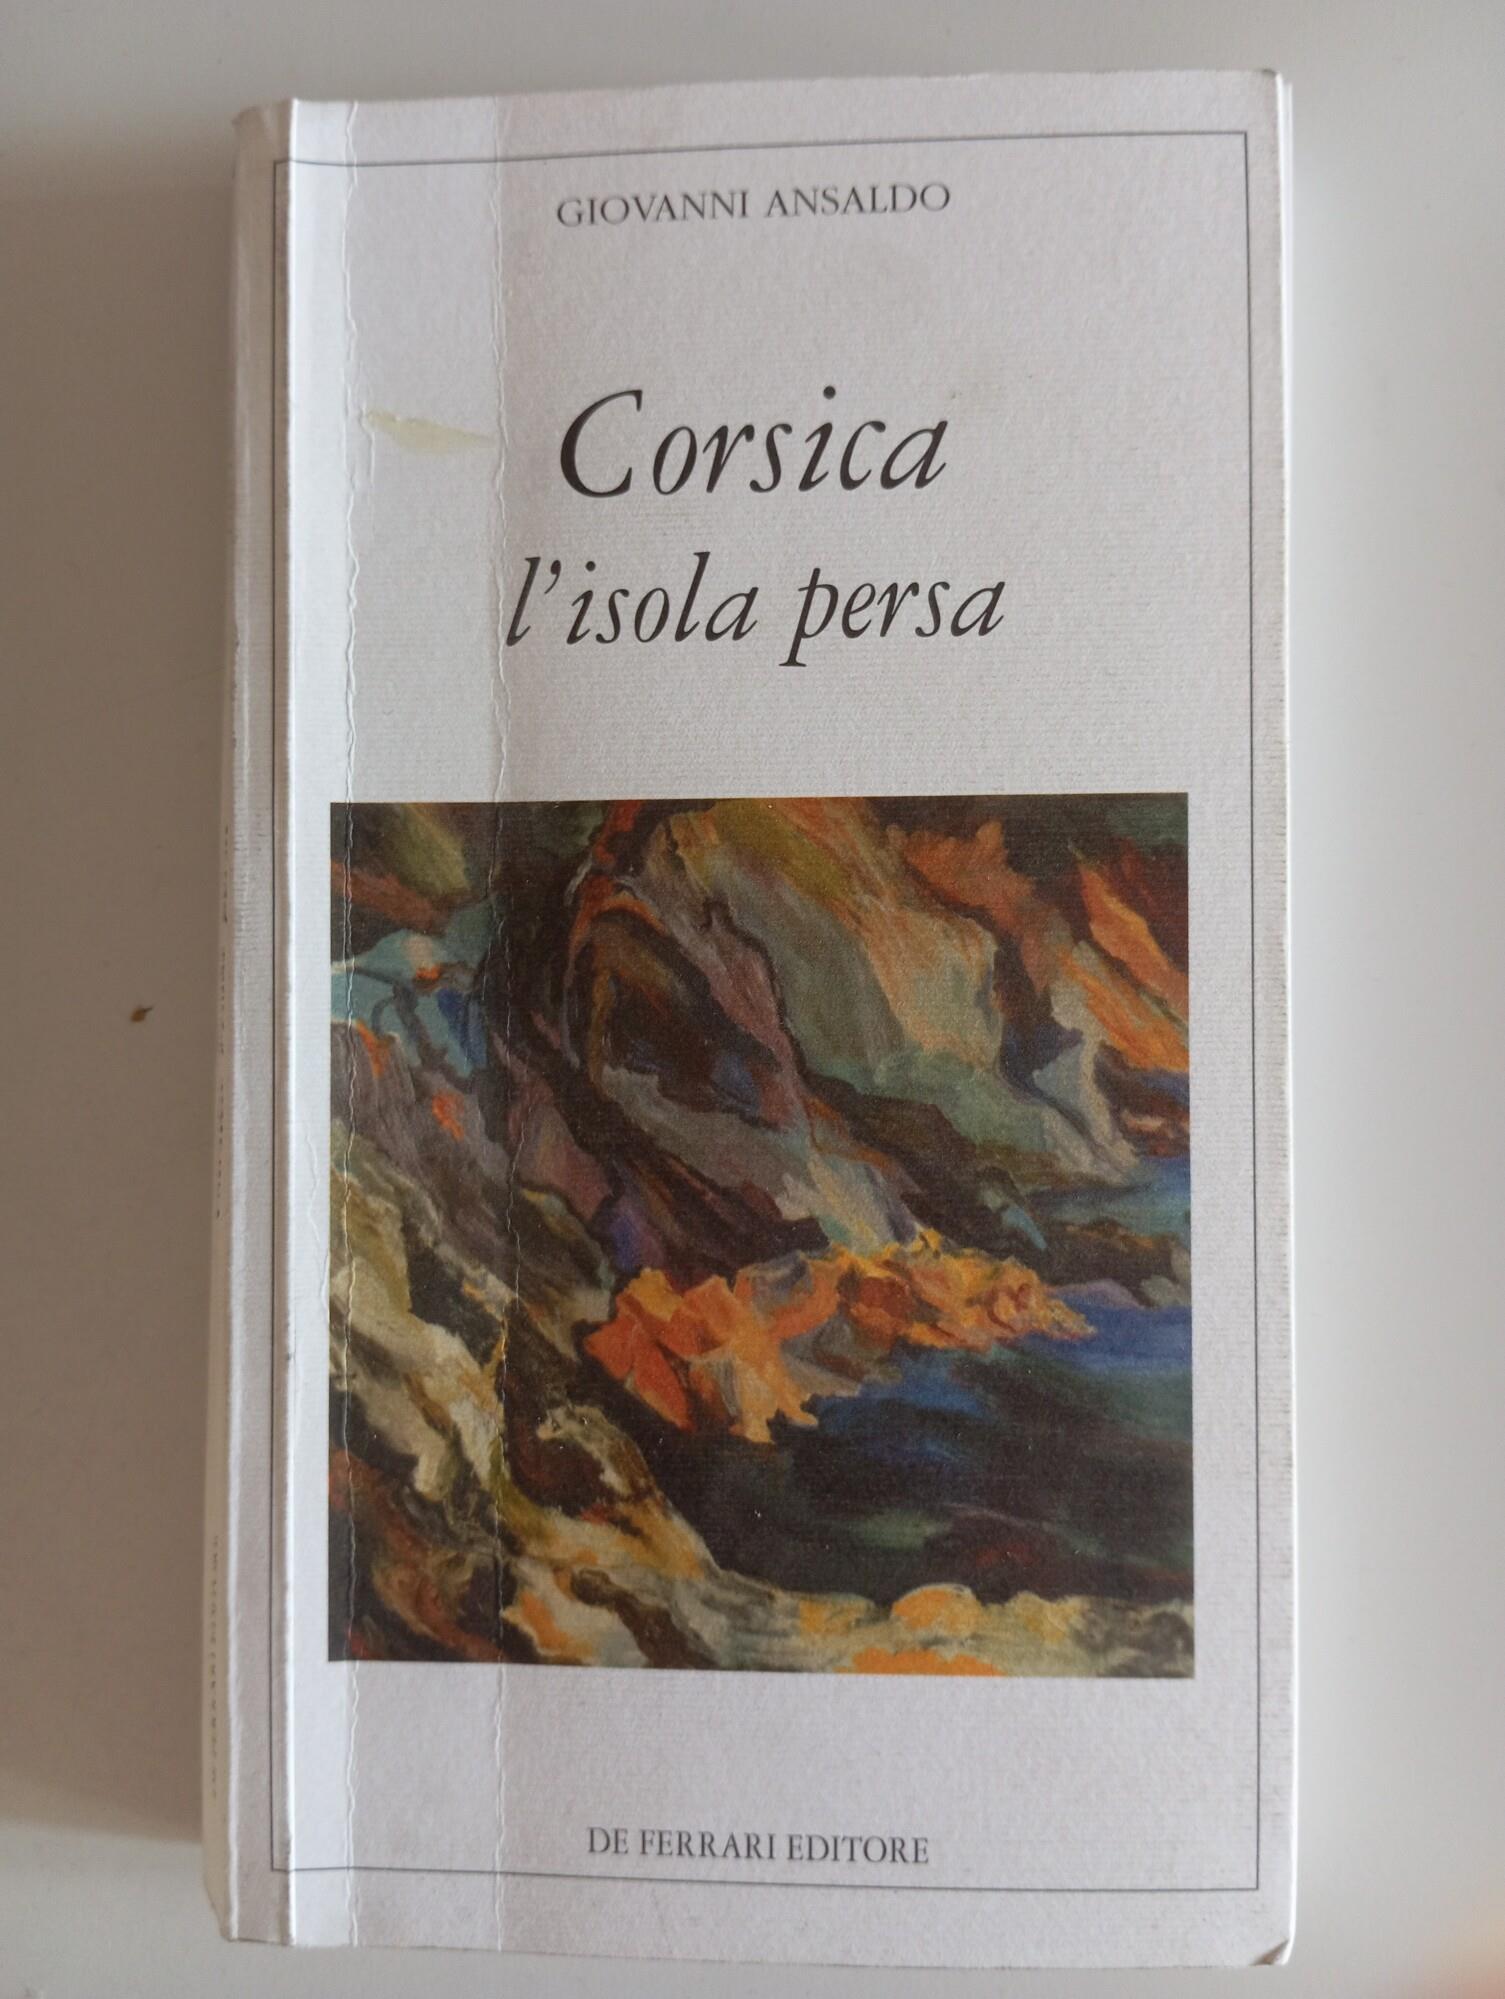 GIOVANNI ANSALDO
Corsica
l'isola persa
DE FERRARI EDITORE